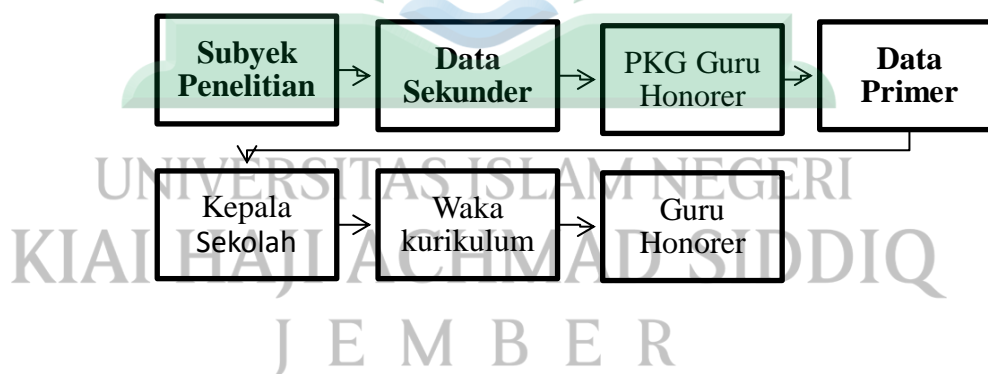 Subyek
Penelitian
Data
Sekunder
PKG Guru
Honorer
Data
Primer
UNIVERSITAS ISLAM NEGERI
Kepala
Sekolah
Waka
kurikulum
Guru
Honorer
KIAI HAJI ACHMAD SIDDIQ
JEMBER